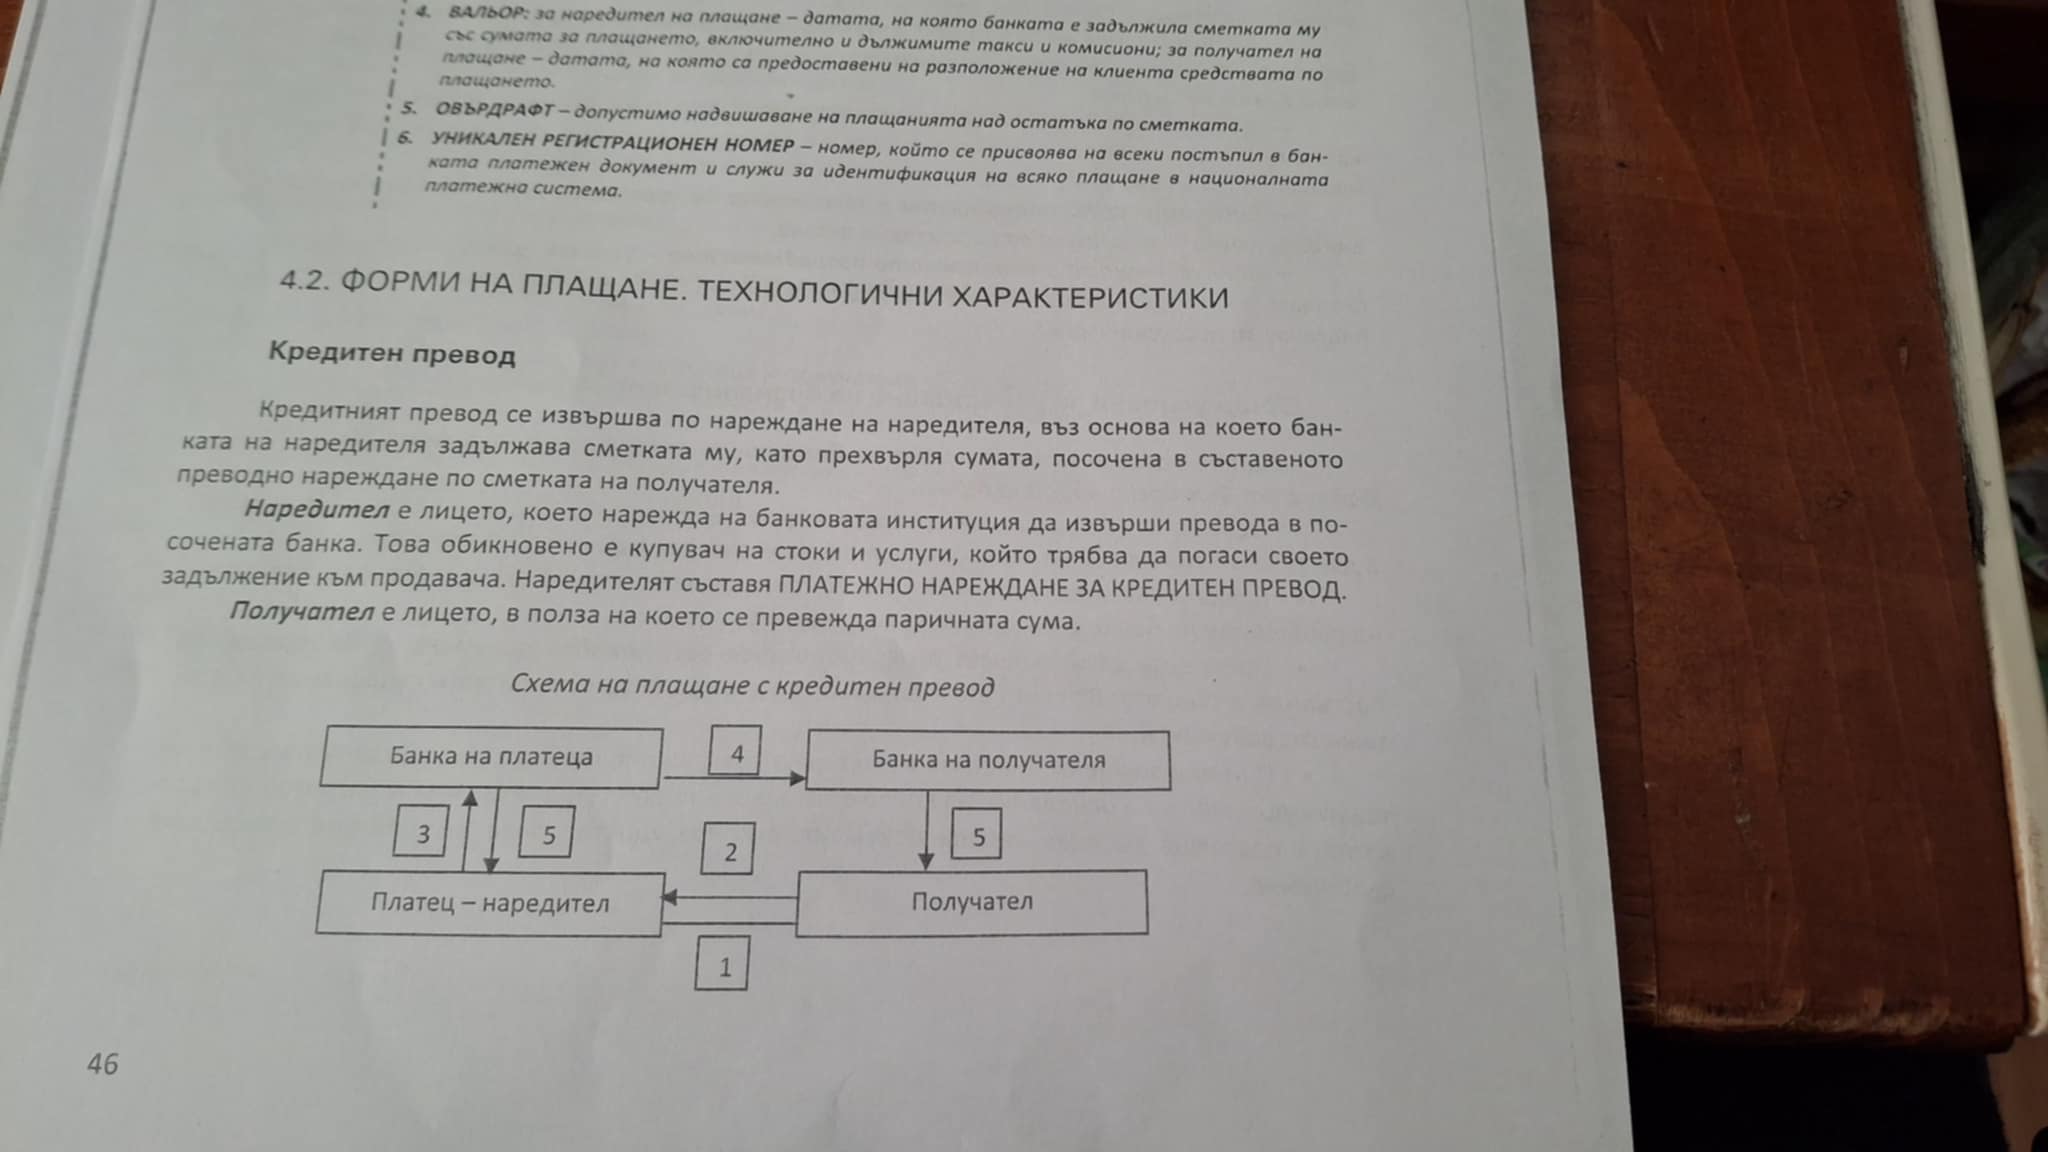 4. ВАЛЬОР: за наредител на плащане – датата, на която банката е задължила сметката му
със сумата за плащането, включително и дължимите такси и комисиони; за получател на
плащане – датата, на която са предоставени на разположение на клиента средствата по
плащането.
5. ОВЪРДРАФТ – допустимо надвишаване на плащанията над остатъка по сметката.
6. УНИКАЛЕН РЕГИСТРАЦИОНЕН НОМЕР – номер, който се присвоява на всеки постъпил в бан-
ката платежен документ и служи за идентификация на всяко плащане в националната
платежна система.
4.2. ФОРМИ НА ПЛАЩАНЕ. ТЕХНОЛОГИЧНИ ХАРАКТЕРИСТИКИ
Кредитен превод
Кредитният превод се извършва по нареждане на наредителя, въз основа на което бан-
ката на наредителя задължава сметката му, като прехвърля сумата, посочена в съставеното
преводно нареждане по сметката на получателя.
Наредител е лицето, което нарежда на банковата институция да извърши превода в по-
сочената банка. Това обикновено е купувач на стоки и услуги, който трябва да погаси своето
задължение към продавача. Наредителят съставя ПЛАТЕЖНО НАРЕЖДАНЕ ЗА КРЕДИТЕН ПРЕВОД.
Получател е лицето, в полза на което се превежда паричната сума.
Схема на плащане с кредитен превод
Банка на платеца
4
Банка на получателя
3
5
2
5
Платец – наредител
Получател
1
46